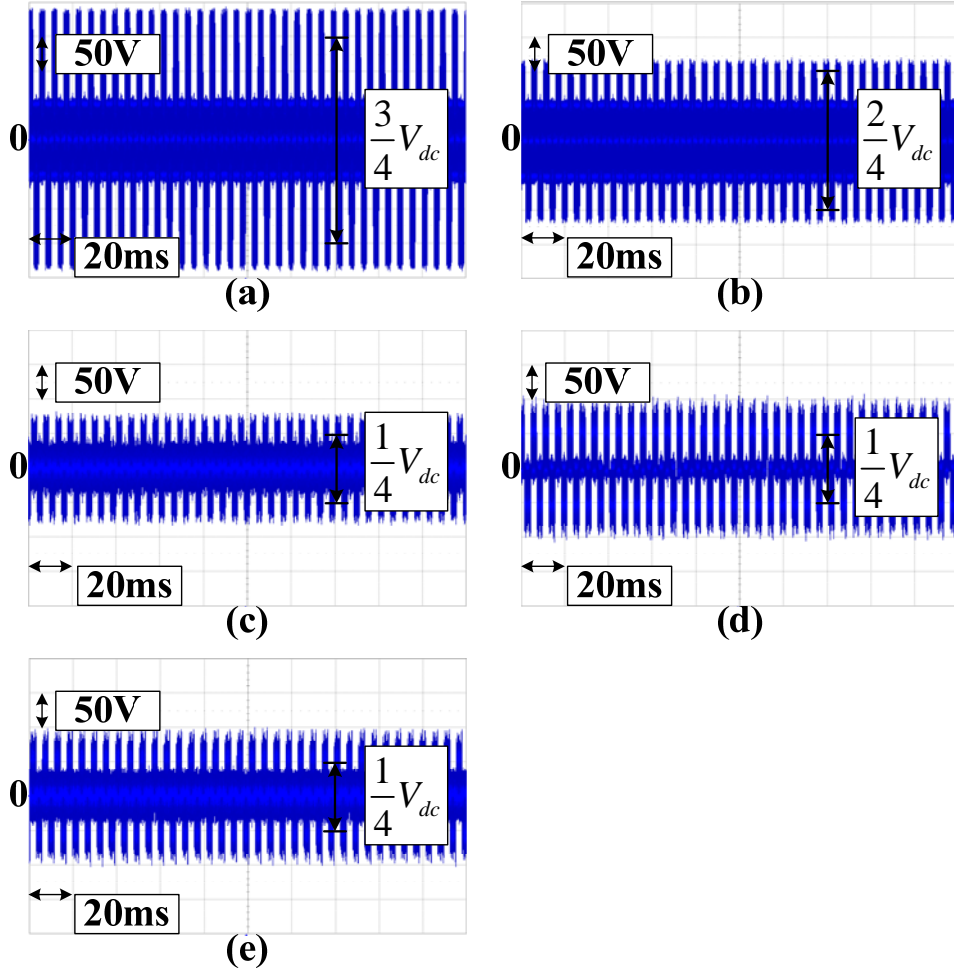 50V
0
3/4 V_dc
20ms
(a)
50V
0
2/4 V_dc
20ms
(b)
50V
0
1/4 V_dc
20ms
(c)
50V
0
1/4 V_dc
20ms
(d)
50V
0
1/4 V_dc
20ms
(e)